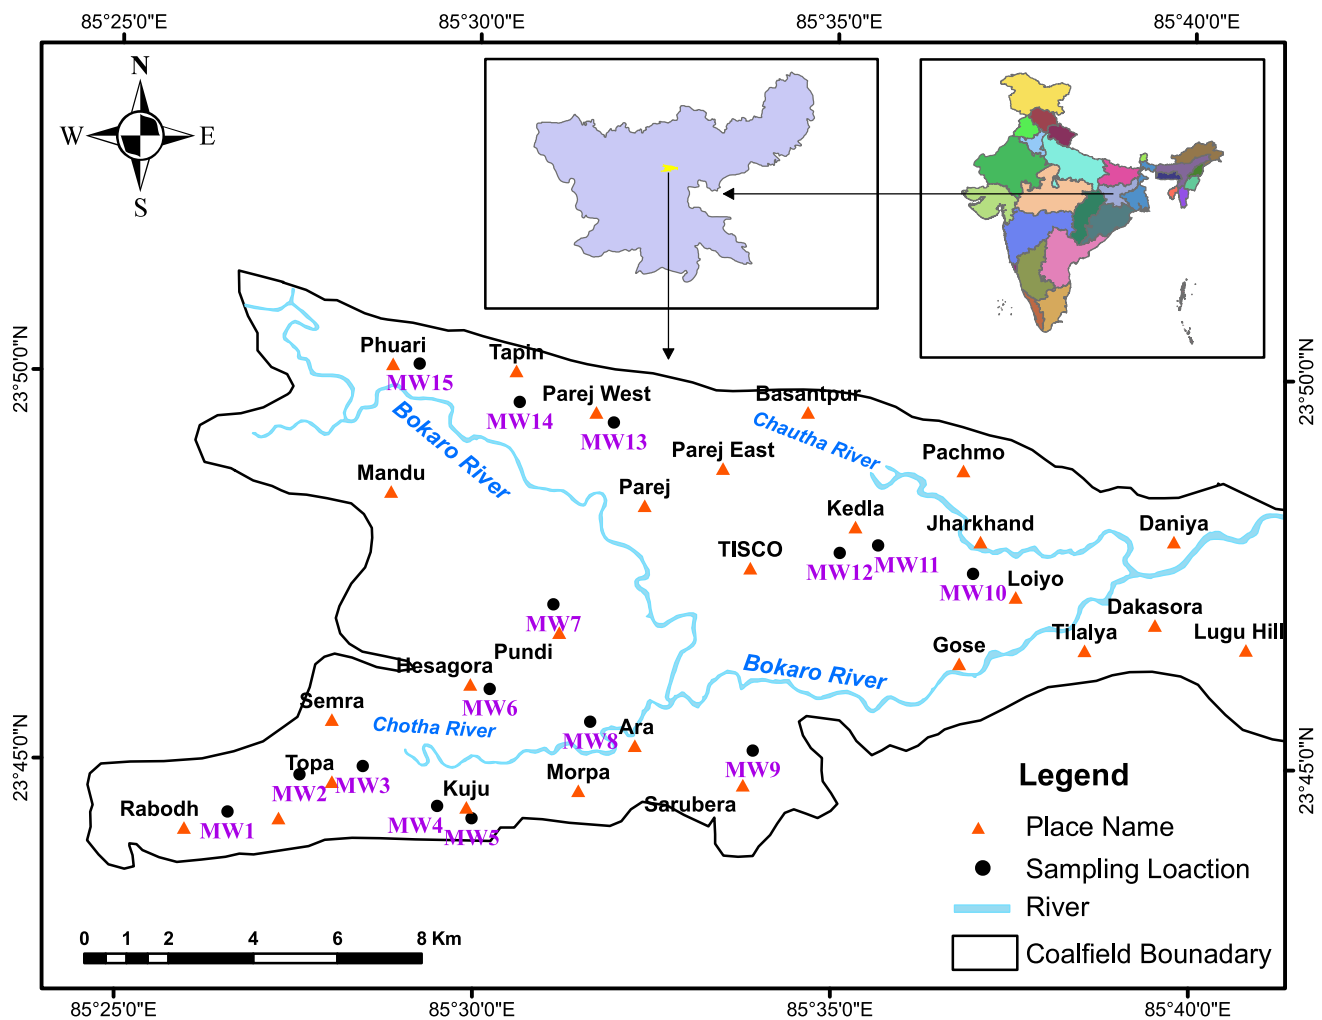 85°25'0"E 85°30'0"E 85°35'0"E 85°40'0"E
N
W E
S
23°50'0"N
23°50'0"N
Phuari
MW15
Tapin
MW14
Parej West
MW13
Basantpur
Chautha River
Bokaro River
Parej East
Pachmo
Mandu
Parej
Kedla
Jharkhand
Daniya
TISCO
MW12
MW11
MW10
Loiyo
Dakasora
MW7
Pundi
Gose
Tilalya
Lugu Hill
Hesagora
MW6
Bokaro River
Semra
Chotha River
MW8
Ara
23°45'0"N
23°45'0"N
Topa
MW2
MW3
MW9
Morpa
Kuju
Sarubera
Rabodh
MW1
MW4
MW5
Legend
Place Name
Sampling Loaction
River
Coalfield Bounadary
0 1 2 4 6 8 Km
85°25'0"E 85°30'0"E 85°35'0"E 85°40'0"E